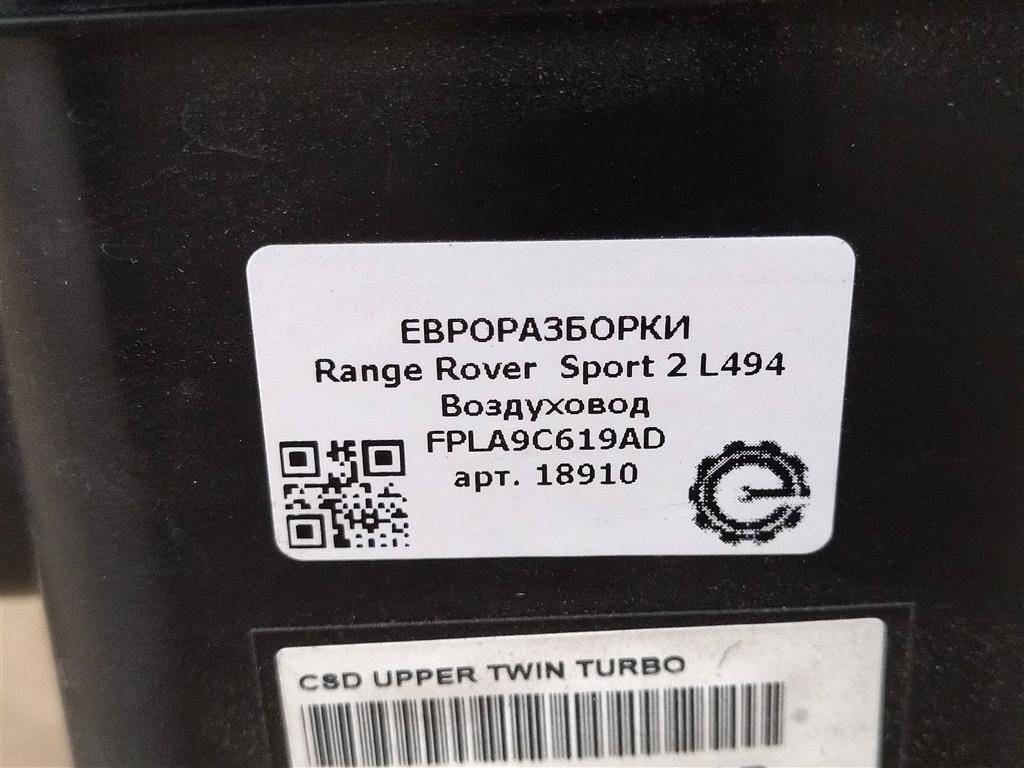 ЕВРОРАЗБОРКИ
Range Rover Sport 2 L494
Воздуховод
FPLA9C619AD
арт. 18910
CSD UPPER TWIN TURBO